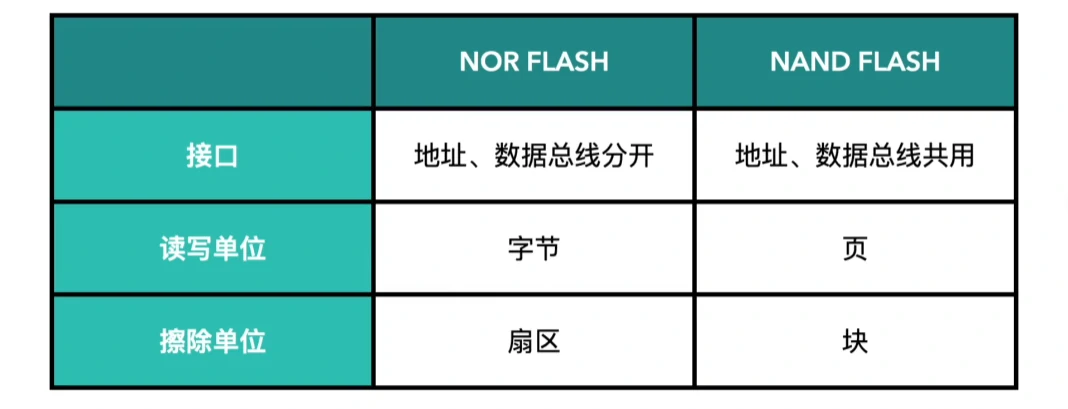 NOR FLASH NAND FLASH
接口 地址、数据总线分开 地址、数据总线共用
读写单位 字节 页
擦除单位 扇区 块